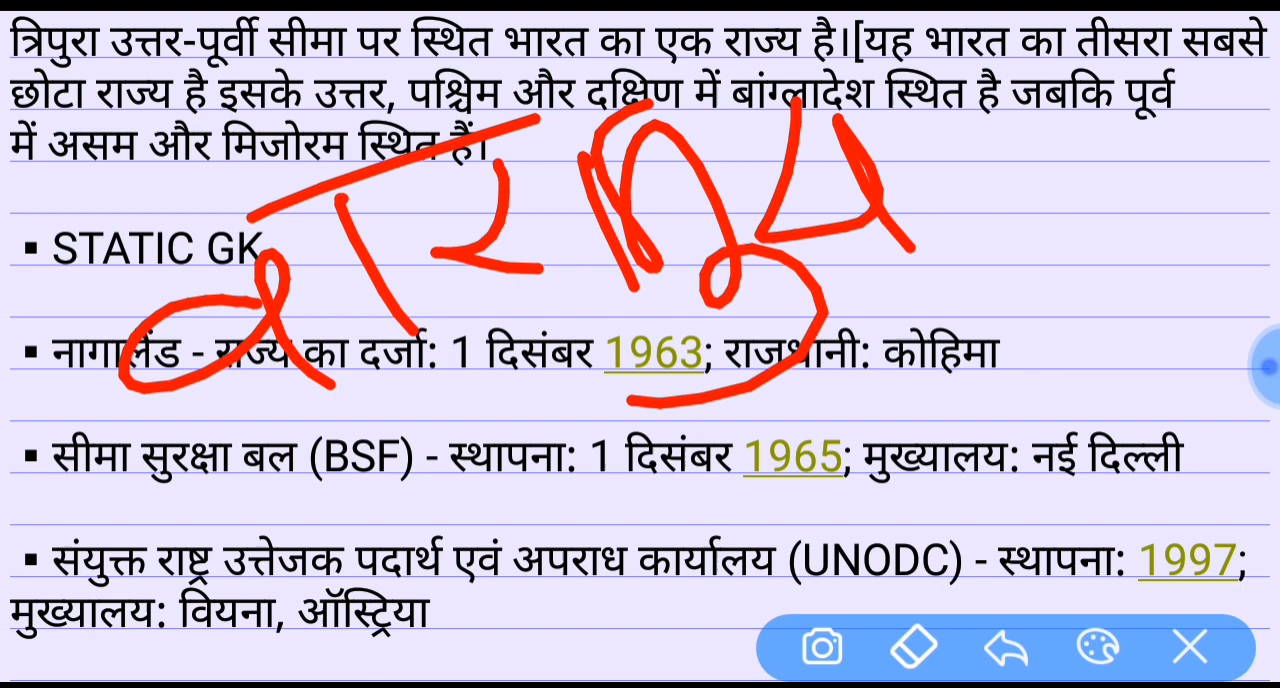 त्रिपुरा उत्तर-पूर्वी सीमा पर स्थित भारत का एक राज्य है।[यह भारत का तीसरा सबसे
छोटा राज्य है इसके उत्तर, पश्चिम और दक्षिण में बांग्लादेश स्थित है जबकि पूर्व
में असम और मिजोरम स्थित हैं।
▪ STATIC GK
▪ नागालैंड - राज्य का दर्जा: 1 दिसंबर 1963; राजधानी: कोहिमा
▪ सीमा सुरक्षा बल (BSF) - स्थापना: 1 दिसंबर 1965; मुख्यालय: नई दिल्ली
▪ संयुक्त राष्ट्र उत्तेजक पदार्थ एवं अपराध कार्यालय (UNODC) - स्थापना: 1997;
मुख्यालय: वियना, ऑस्ट्रिया